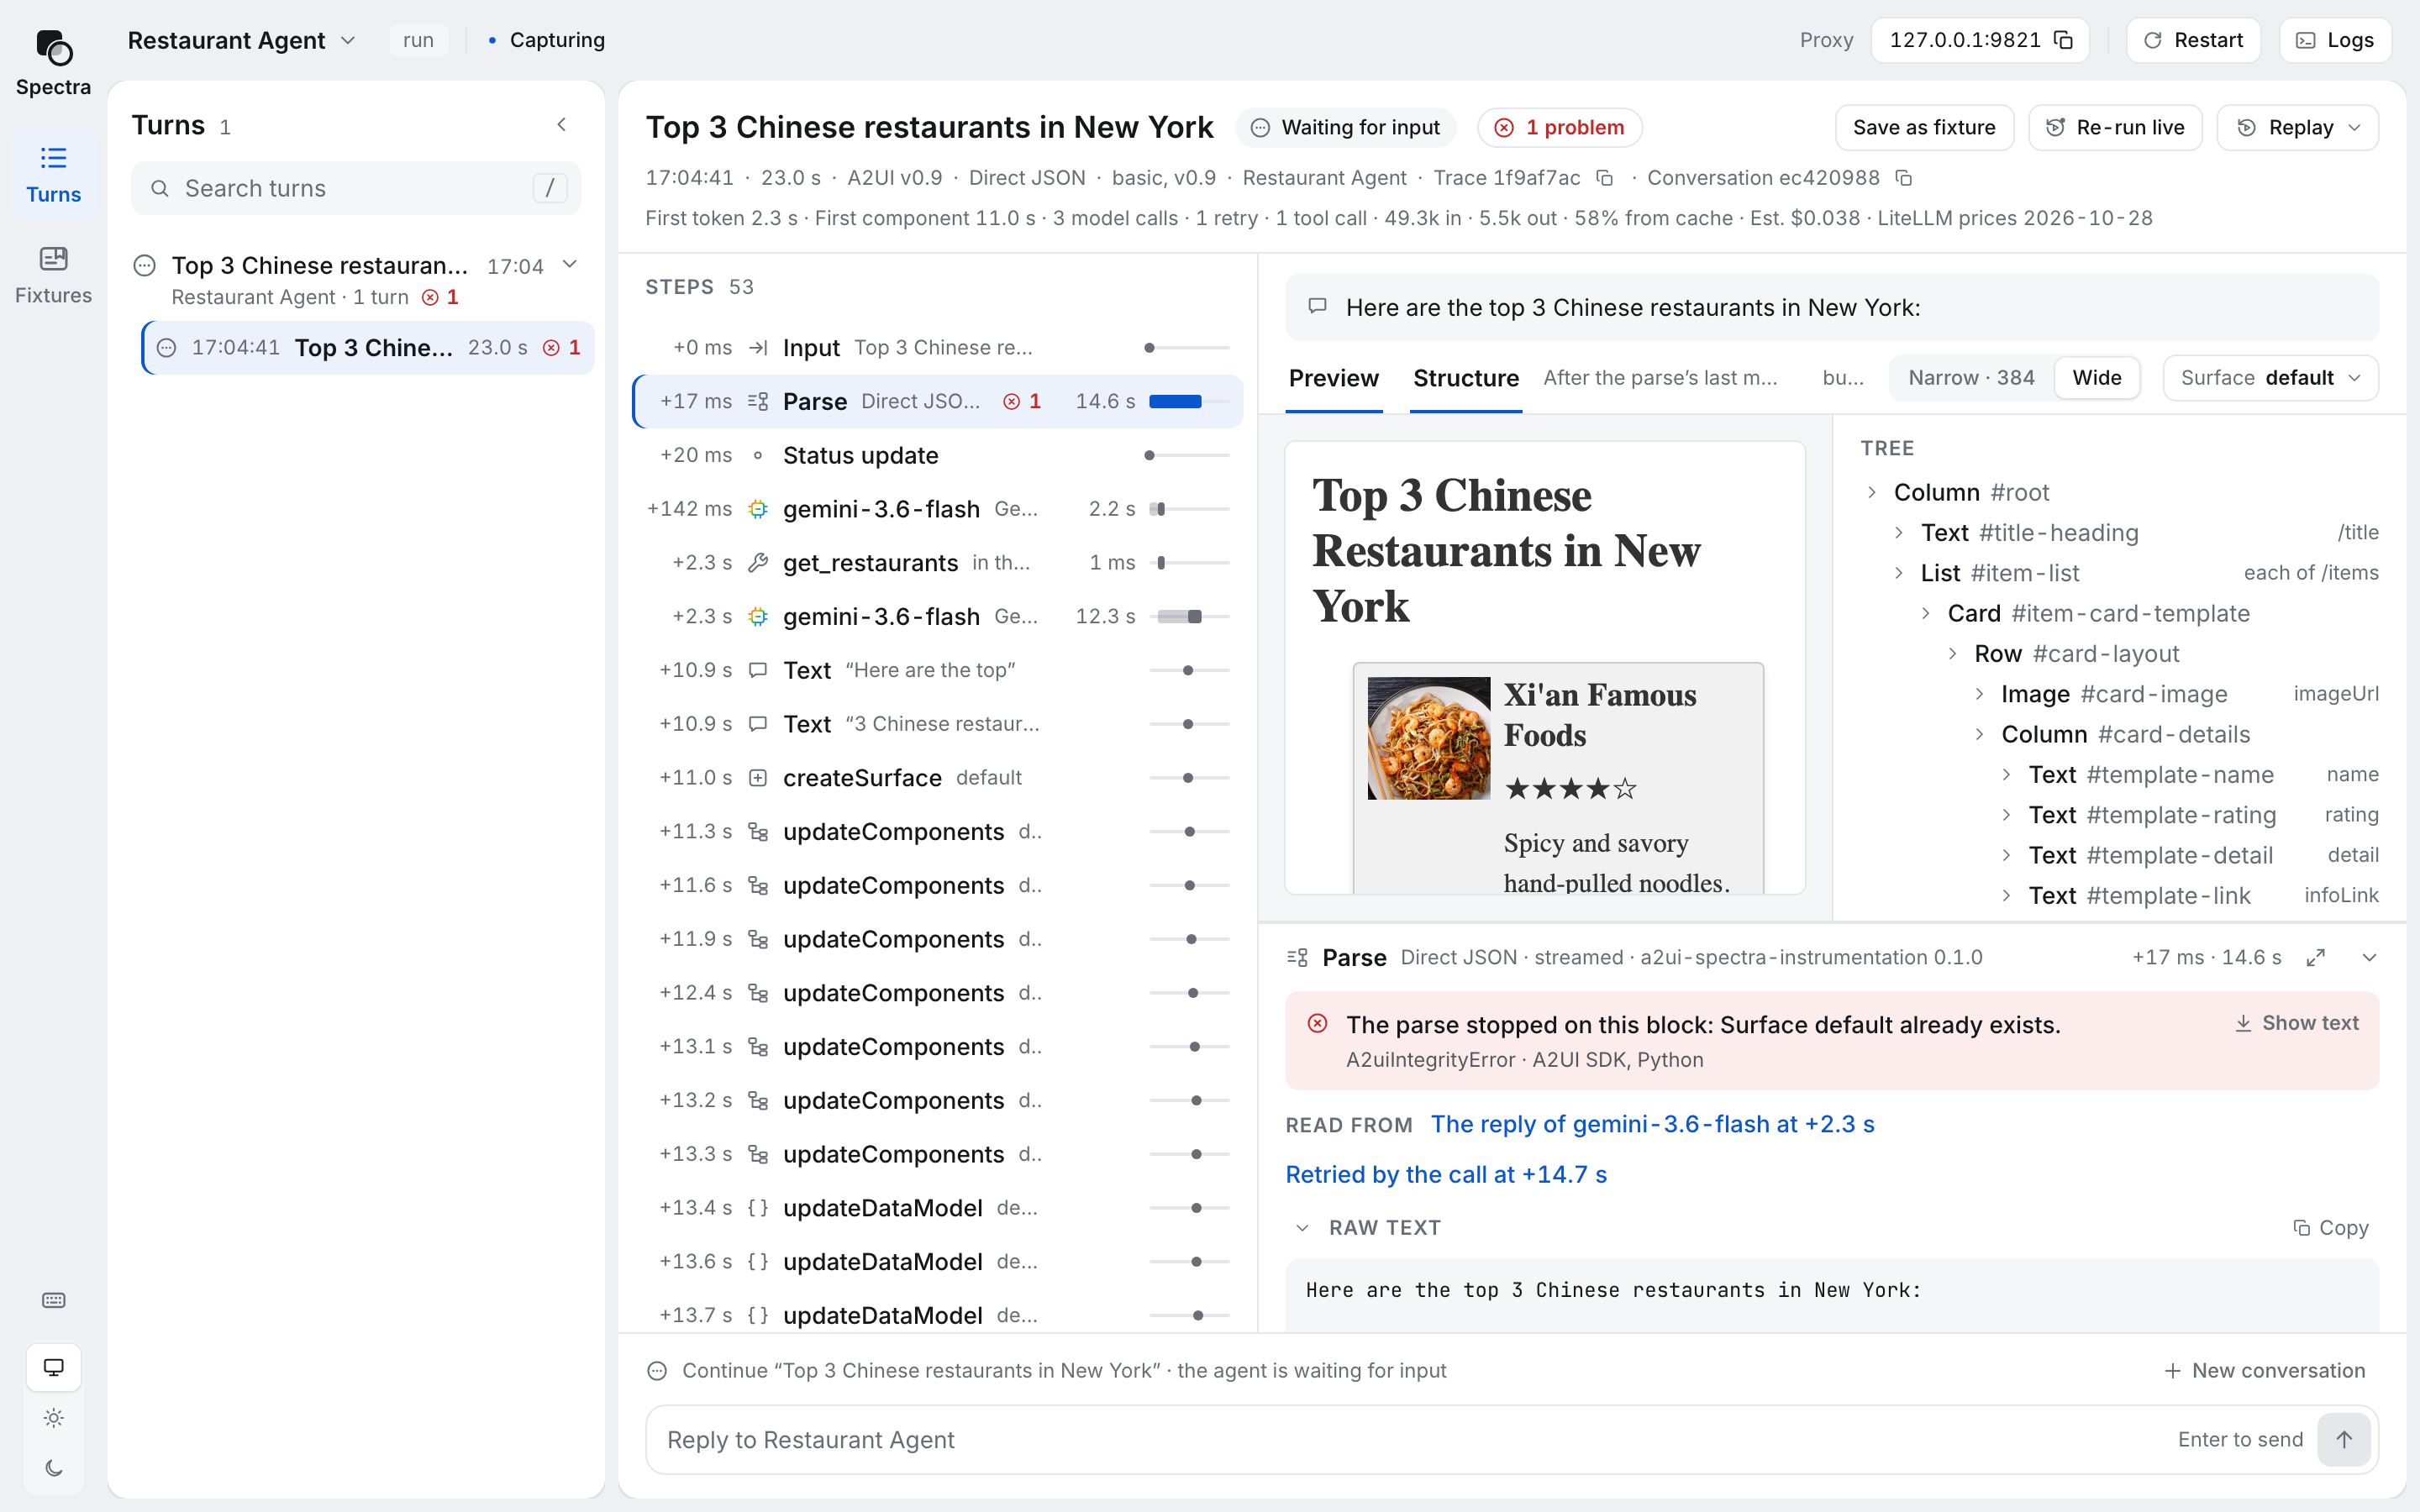 Spectra
Turns
Fixtures
Restaurant Agent
run
Capturing
Proxy
127.0.0.1:9821
Restart
Logs
Turns 1
Search turns /
Top 3 Chinese restauran... 17:04
Restaurant Agent · 1 turn 1
17:04:41 Top 3 Chine... 23.0 s 1
Top 3 Chinese restaurants in New York
Waiting for input
1 problem
Save as fixture
Re-run live
Replay
17:04:41 · 23.0 s · A2UI v0.9 · Direct JSON · basic, v0.9 · Restaurant Agent · Trace 1f9af7ac · Conversation ec420988
First token 2.3 s · First component 11.0 s · 3 model calls · 1 retry · 1 tool call · 49.3k in · 5.5k out · 58% from cache · Est. $0.038 · LiteLLM prices 2026-10-28
STEPS 53
+0 ms Input Top 3 Chinese re...
+17 ms Parse Direct JSO... 1 14.6 s
+20 ms Status update
+142 ms gemini-3.6-flash Ge... 2.2 s
+2.3 s get_restaurants in th... 1 ms
+2.3 s gemini-3.6-flash Ge... 12.3 s
+10.9 s Text “Here are the top”
+10.9 s Text “3 Chinese restaur...
+11.0 s createSurface default
+11.3 s updateComponents d..
+11.6 s updateComponents d..
+11.9 s updateComponents d..
+12.4 s updateComponents d..
+13.1 s updateComponents d..
+13.2 s updateComponents d..
+13.3 s updateComponents d..
+13.4 s {} updateDataModel de...
+13.6 s {} updateDataModel de...
+13.7 s {} updateDataModel de...
Here are the top 3 Chinese restaurants in New York:
Preview
Structure
After the parse’s last m...
bu...
Narrow · 384
Wide
Surface default
Top 3 Chinese
Restaurants in New
York
Xi'an Famous
Foods
★★★★☆
Spicy and savory
hand-pulled noodles.
TREE
Column #root
Text #title-heading /title
List #item-list each of /items
Card #item-card-template
Row #card-layout
Image #card-image imageUrl
Column #card-details
Text #template-name name
Text #template-rating rating
Text #template-detail detail
Text #template-link infoLink
Parse Direct JSON · streamed · a2ui-spectra-instrumentation 0.1.0 +17 ms · 14.6 s
The parse stopped on this block: Surface default already exists.
Show text
A2uiIntegrityError · A2UI SDK, Python
READ FROM The reply of gemini-3.6-flash at +2.3 s
Retried by the call at +14.7 s
RAW TEXT
Copy
Here are the top 3 Chinese restaurants in New York:
Continue “Top 3 Chinese restaurants in New York” · the agent is waiting for input
New conversation
Reply to Restaurant Agent
Enter to send